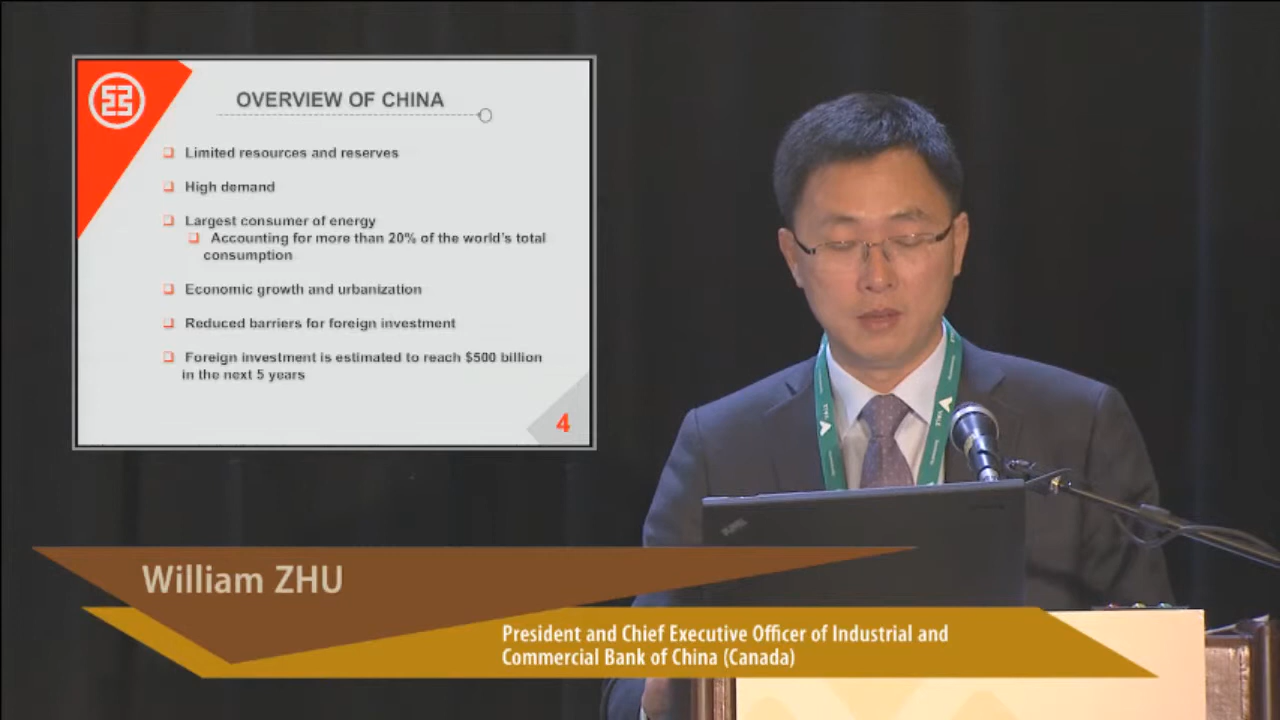 OVERVIEW OF CHINA
Limited resources and reserves
High demand
Largest consumer of energy
Accounting for more than 20% of the world's total
consumption
Economic growth and urbanization
Reduced barriers for foreign investment
Foreign investment is estimated to reach $500 billion
in the next 5 years
4
William ZHU
President and Chief Executive Officer of Industrial and
Commercial Bank of China (Canada)